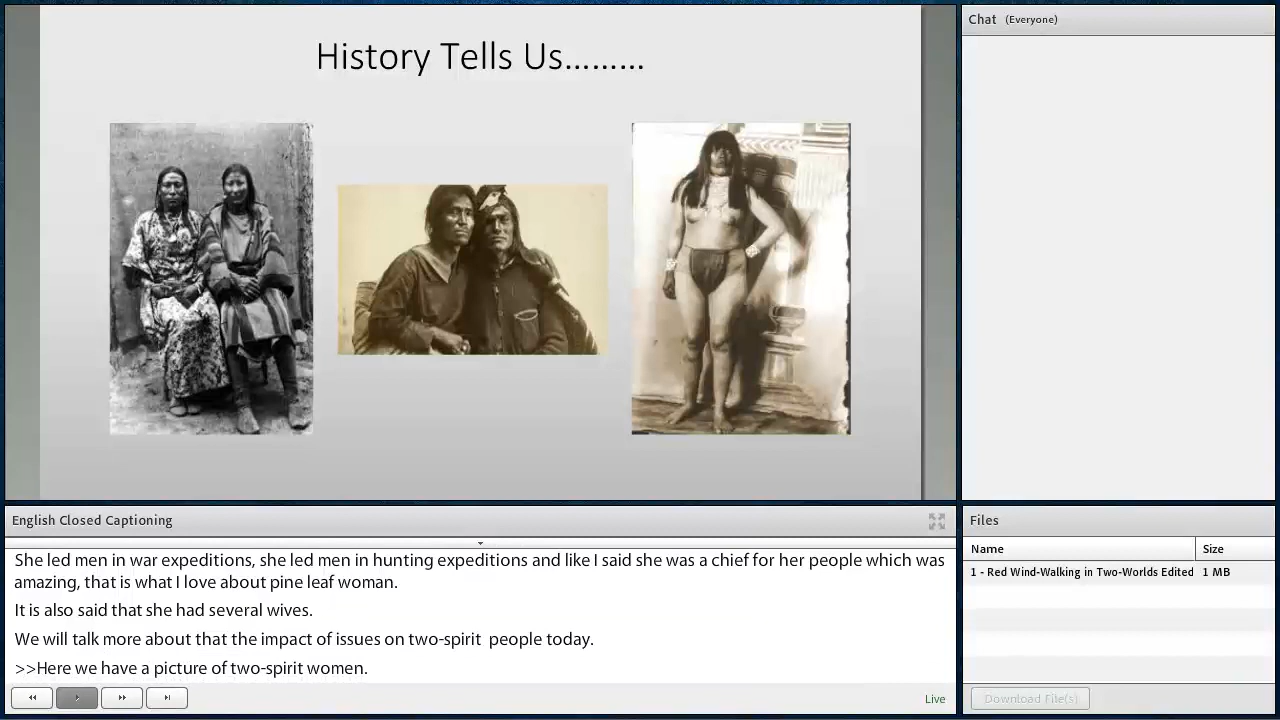 History Tells Us.........
Chat (Everyone)
English Closed Captioning
She led men in war expeditions, she led men in hunting expeditions and like I said she was a chief for her people which was
amazing, that is what I love about pine leaf woman.
It is also said that she had several wives.
We will talk more about that the impact of issues on two-spirit people today.
>>Here we have a picture of two-spirit women.
Live
Files
Name Size
1 - Red Wind-Walking in Two-Worlds Edited 1 MB
Download File(s)